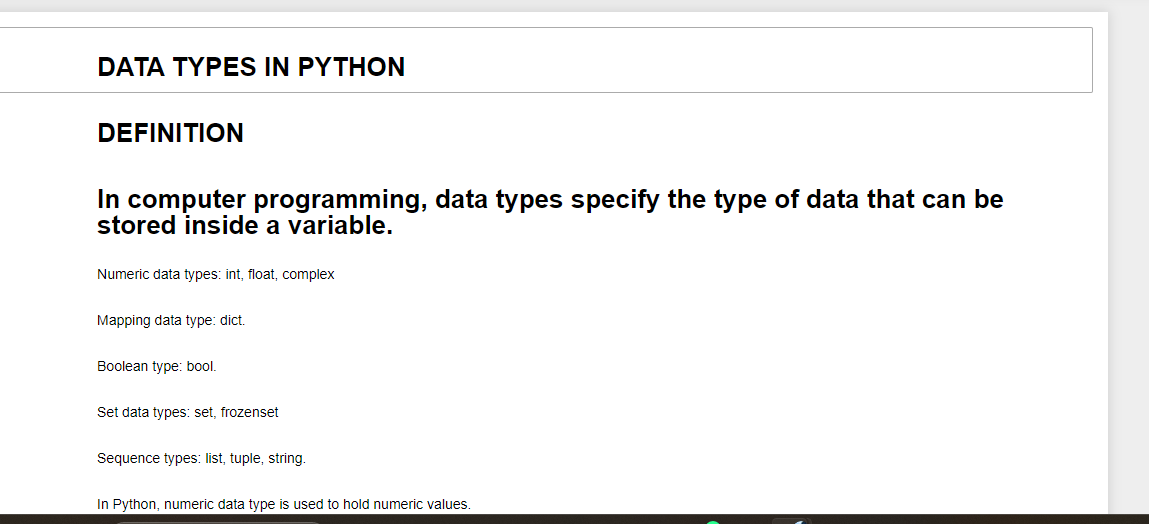 DATA TYPES IN PYTHON
DEFINITION
In computer programming, data types specify the type of data that can be
stored inside a variable.
Numeric data types: int, float, complex
Mapping data type: dict.
Boolean type: bool.
Set data types: set, frozenset
Sequence types: list, tuple, string.
In Python, numeric data type is used to hold numeric values.